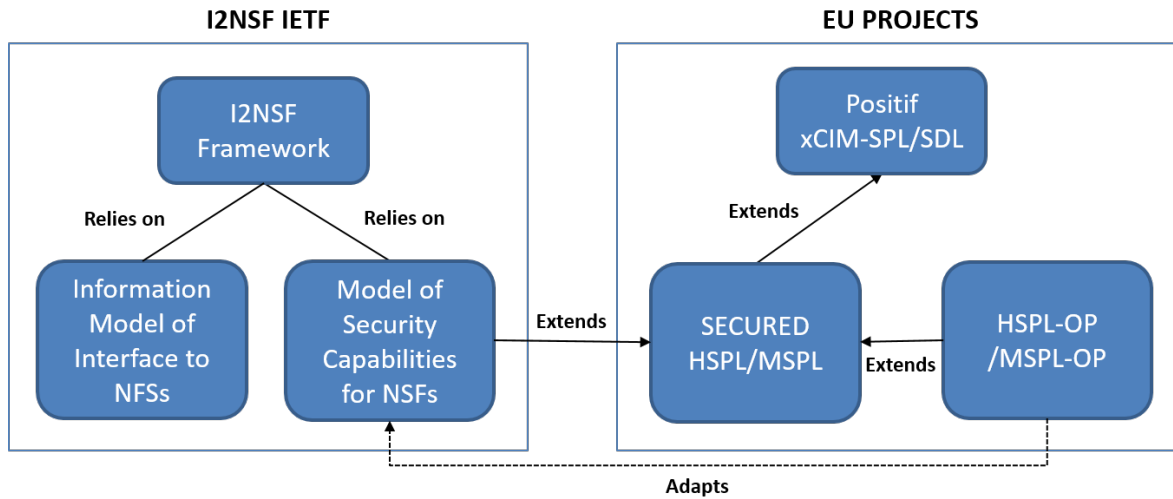 I2NSF IETF
EU PROJECTS
I2NSF
Framework
Positif
xCIM-SPL/SDL
Relies on
Relies on
Extends
Information
Model of
Interface to
NFSs
Model of
Security
Capabilities
for NSFs
Extends
SECURED
HSPL/MSPL
Extends
HSPL-OP
/MSPL-OP
Adapts